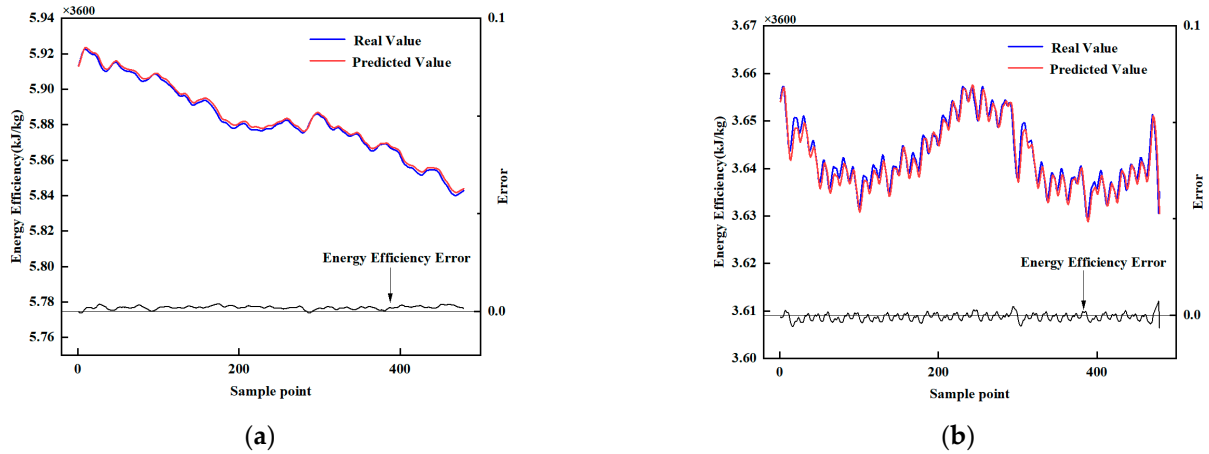 ×3600
5.94
5.92
5.90
5.88
5.86
5.84
5.82
5.80
5.78
5.76
Energy Efficiency(kJ/kg)
Real Value
Predicted Value
Energy Efficiency Error
0.1
0.0
Error
0
200
400
Sample point
(a)
×3600
3.67
3.66
3.65
3.64
3.63
3.62
3.61
3.60
Energy Efficiency(kJ/kg)
Real Value
Predicted Value
Energy Efficiency Error
0.1
0.0
Error
0
200
400
Sample point
(b)